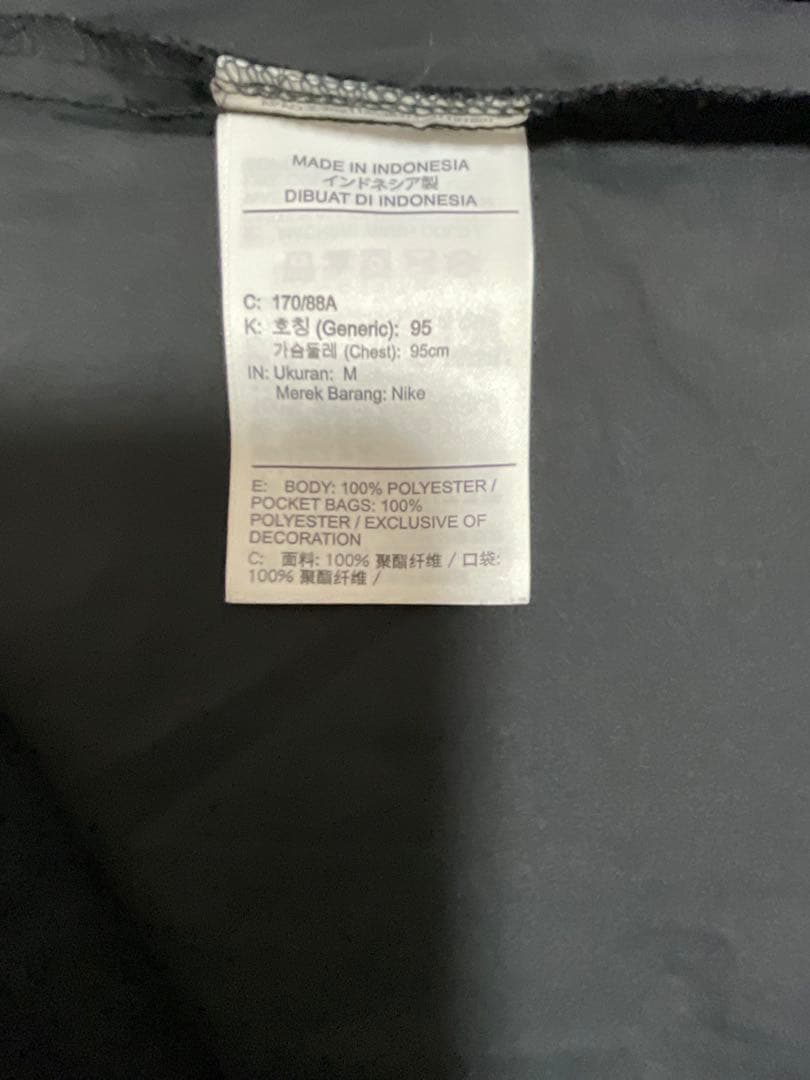 MADE IN INDONESIA
インドネシア製
DIBUAT DI INDONESIA
C: 170/88A
K: 호칭 (Generic): 95
가슴둘레 (Chest): 95cm
IN: Ukuran: M
Merek Barang: Nike
E: BODY: 100% POLYESTER /
POCKET BAGS: 100%
POLYESTER / EXCLUSIVE OF
DECORATION
C: 面料: 100% 聚酯纤维 / 口袋:
100% 聚酯纤维 /